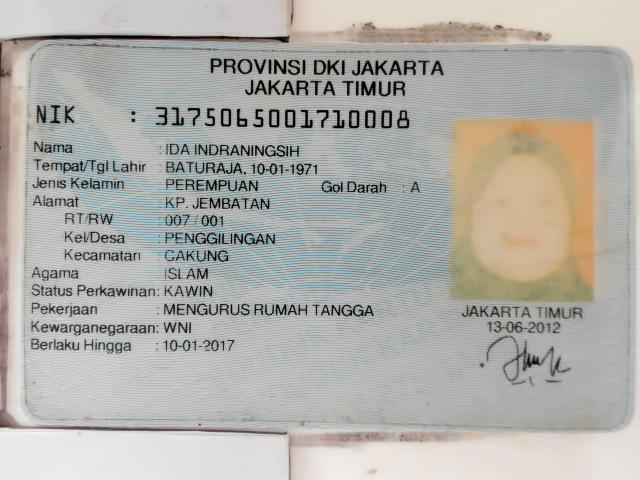 PROVINSI DKI JAKARTA
JAKARTA TIMUR
NIK : 3175065001710008
Nama : IDA INDRANINGSIH
Tempat/Tgl Lahir : BATURAJA, 10-01-1971
Jenis Kelamin : PEREMPUAN Gol Darah : A
Alamat : KP. JEMBATAN
RT/RW : 007 / 001
Kel/Desa : PENGGILINGAN
Kecamatan : CAKUNG
Agama : ISLAM
Status Perkawinan: KAWIN
Pekerjaan : MENGURUS RUMAH TANGGA
Kewarganegaraan: WNI
Berlaku Hingga : 10-01-2017
JAKARTA TIMUR
13-06-2012